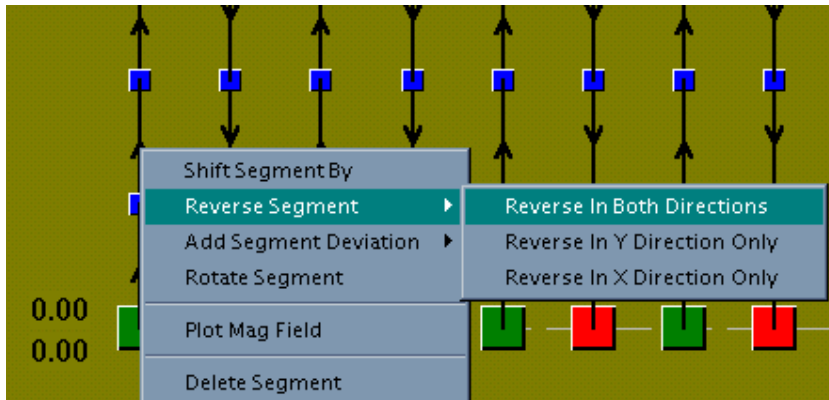 Shift Segment By
Reverse Segment
Add Segment Deviation
Rotate Segment
Plot Mag Field
Delete Segment
Reverse In Both Directions
Reverse In Y Direction Only
Reverse In X Direction Only
0.00
0.00